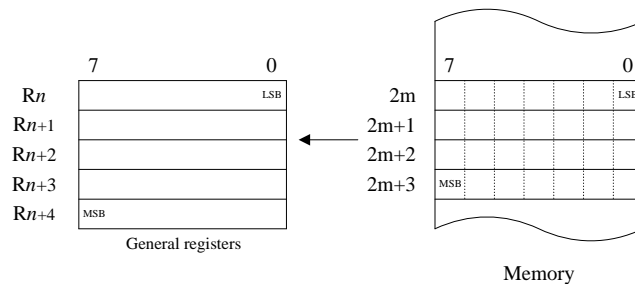 7 0
Rn LSB
Rn+1
Rn+2
Rn+3
Rn+4 MSB
General registers
7 0
2m LSB
2m+1
2m+2
2m+3 MSB
Memory